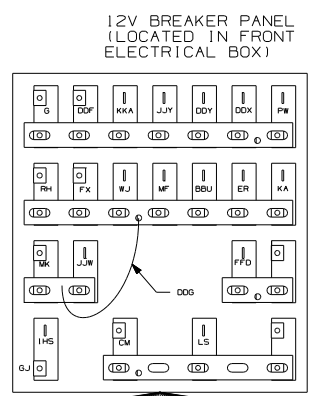 12V BREAKER PANEL
(LOCATED IN FRONT
ELECTRICAL BOX)
G DDF KKA JJY DDY DDX PW
RH FX WJ MF BBU ER KA
MK JJW FFD
DDG
IHS CM LS
GJ